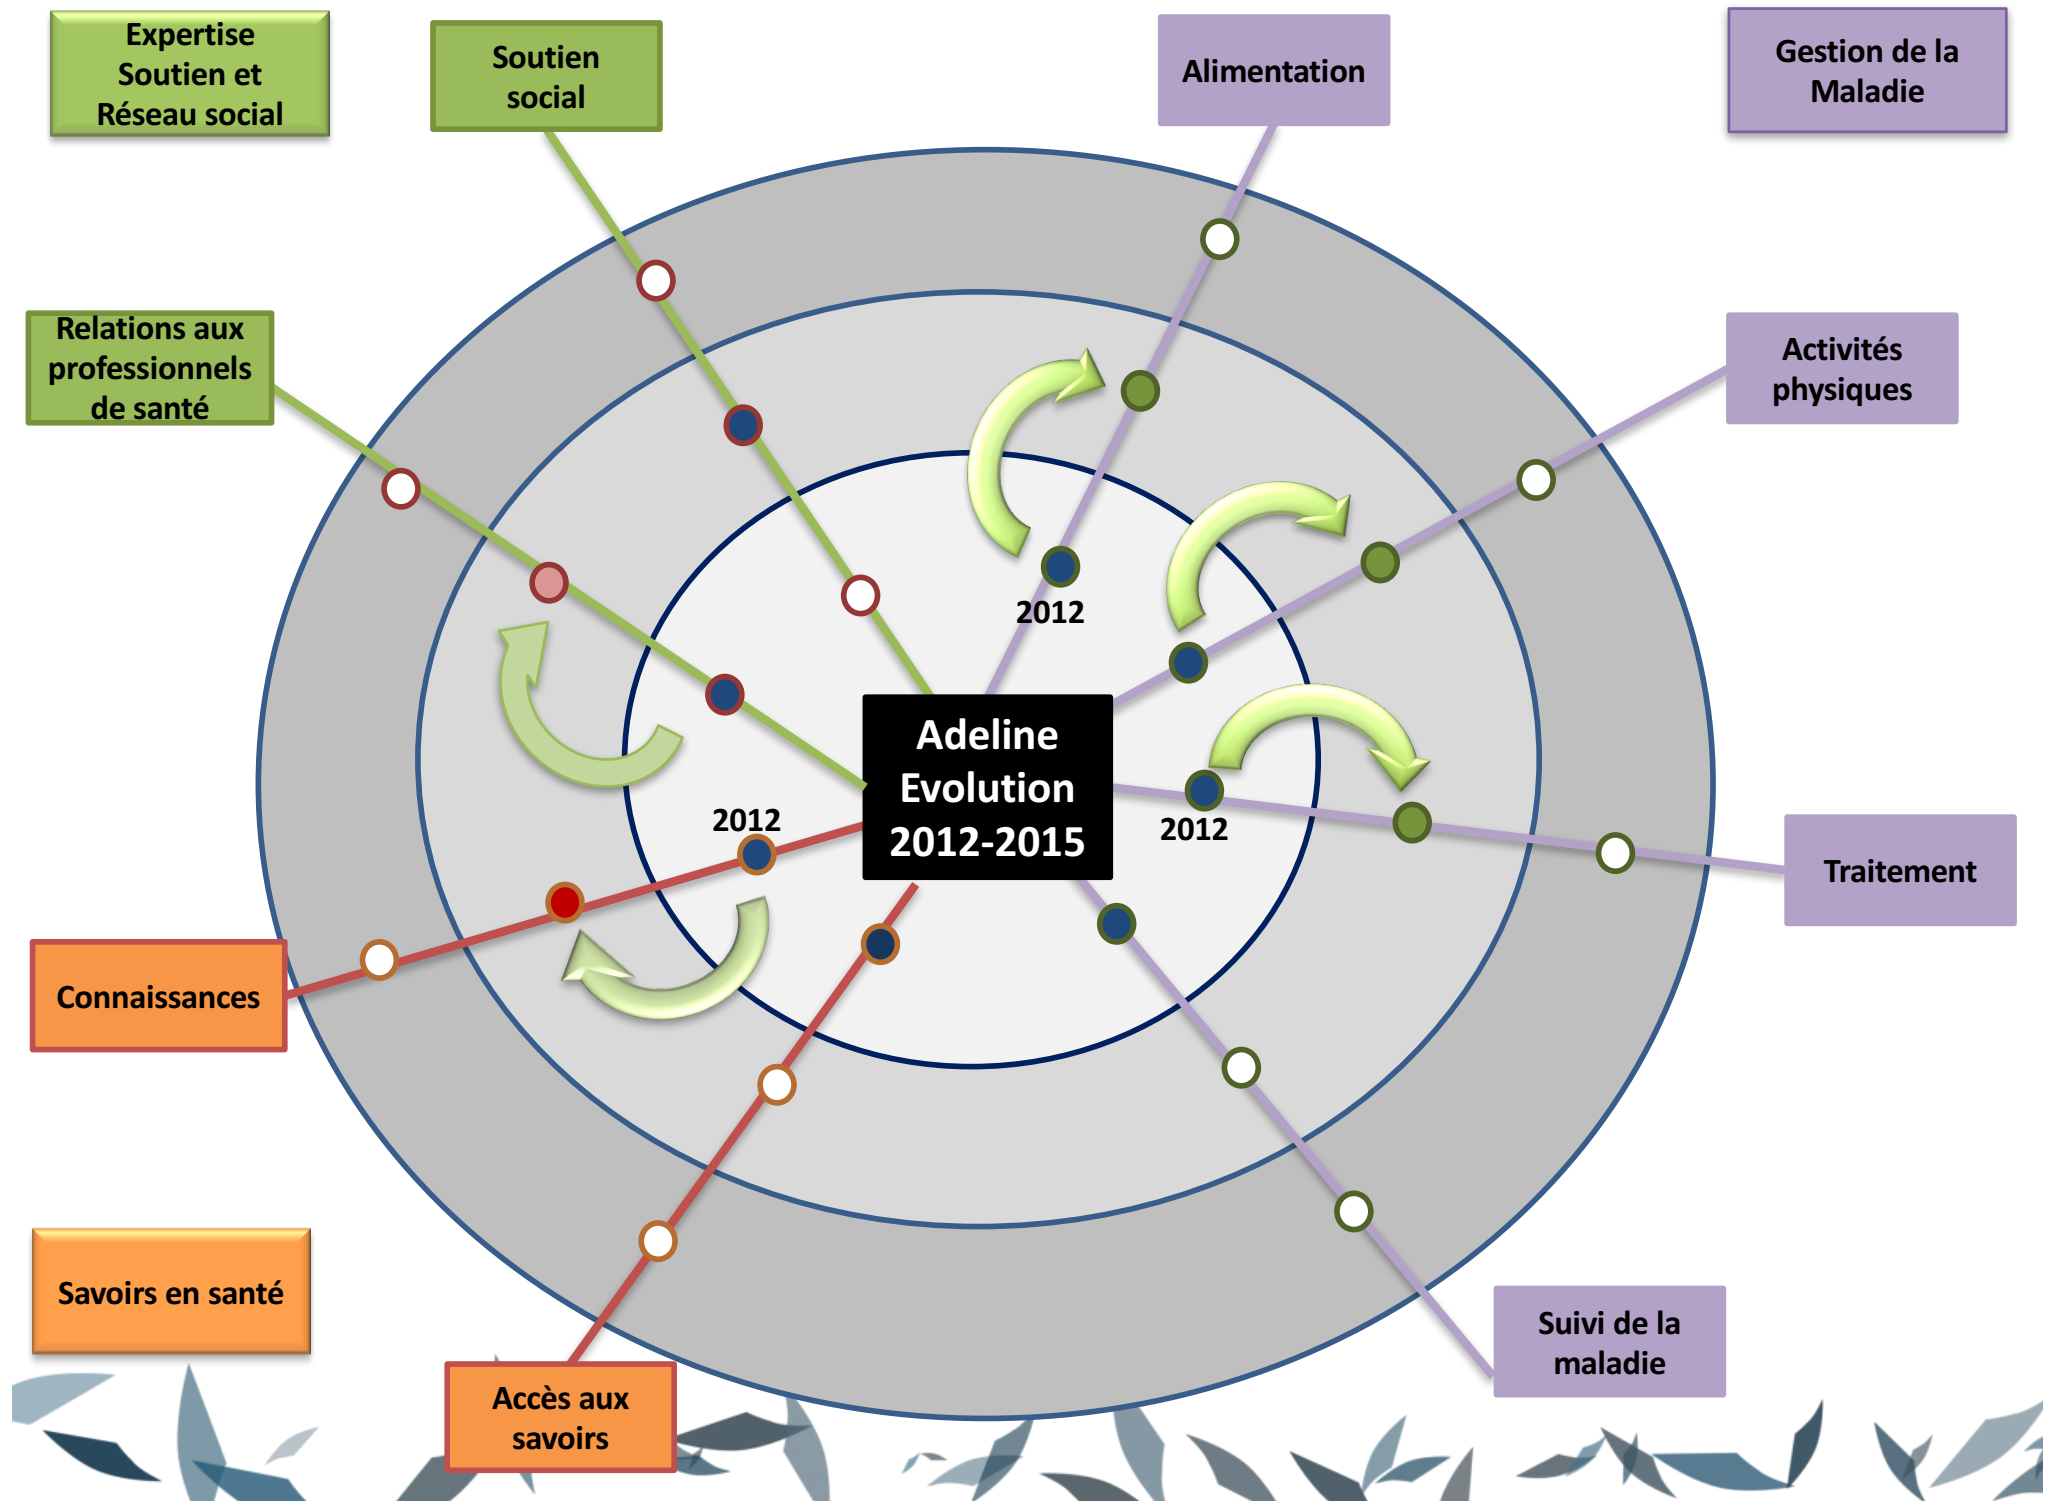 Expertise
Soutien et
Réseau social
Soutien
social
Alimentation
Gestion de la
Maladie
Relations aux
professionnels
de santé
Activités
physiques
2012
Adeline
Evolution
2012-2015
2012
2012
Traitement
Connaissances
Savoirs en santé
Suivi de la
maladie
Accès aux
savoirs